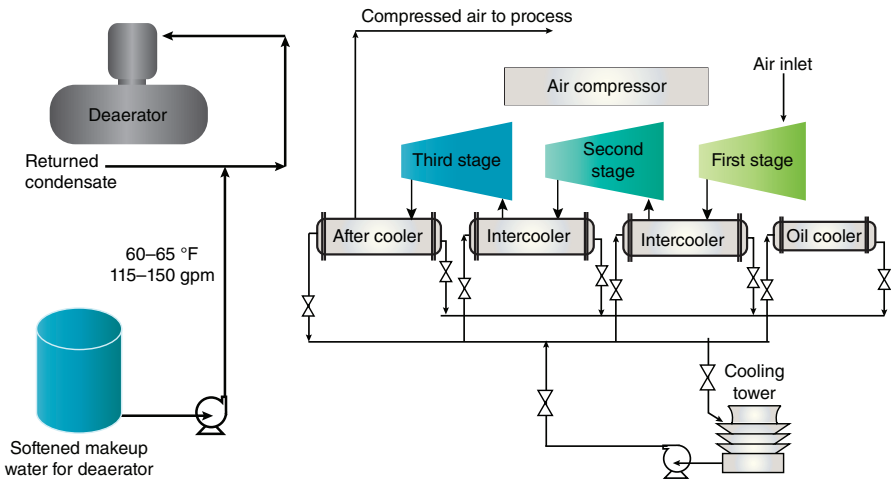 Compressed air to process
Air inlet
Air compressor
Deaerator
Third stage
Second
stage
First stage
Returned
condensate
After cooler
Intercooler
Intercooler
Oil cooler
60–65 °F
115–150 gpm
Cooling
tower
Softened makeup
water for deaerator